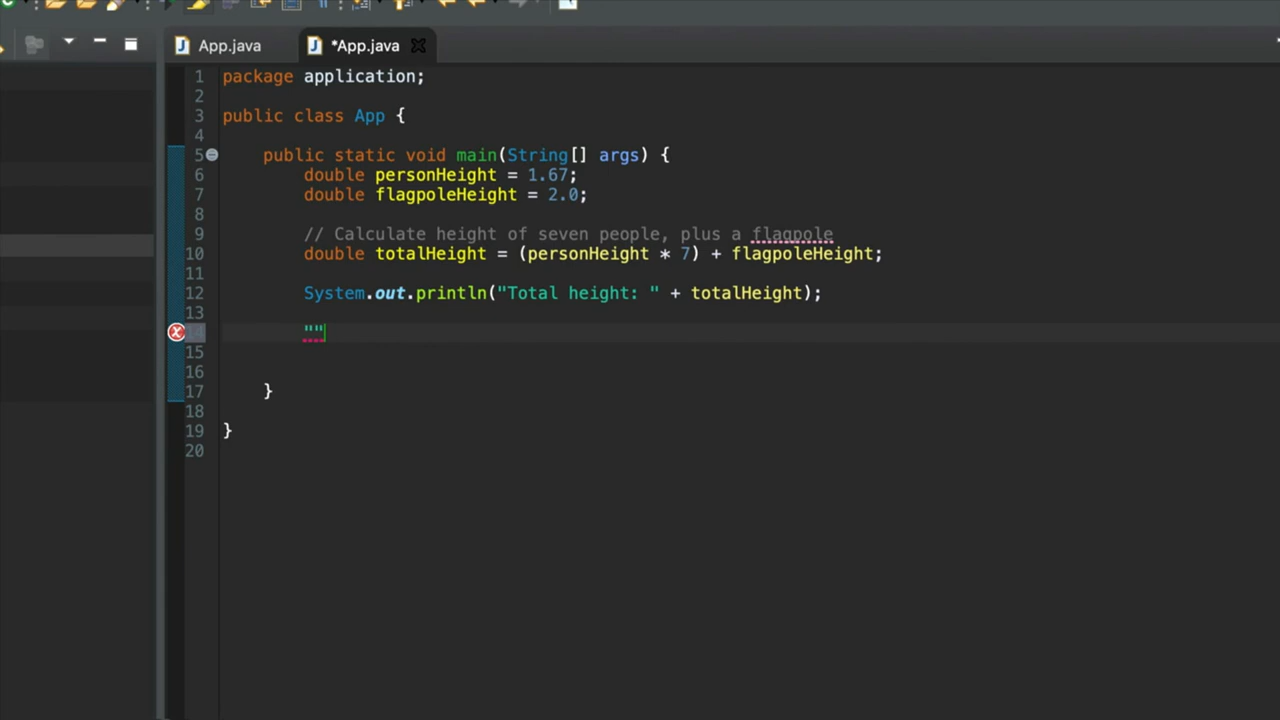 App.java
*App.java
1 package application;
2
3 public class App {
4
5 public static void main(String[] args) {
6 double personHeight = 1.67;
7 double flagpoleHeight = 2.0;
8
9 // Calculate height of seven people, plus a flagpole
10 double totalHeight = (personHeight * 7) + flagpoleHeight;
11
12 System.out.println("Total height: " + totalHeight);
13
14 ""
15
16
17 }
18
19 }
20